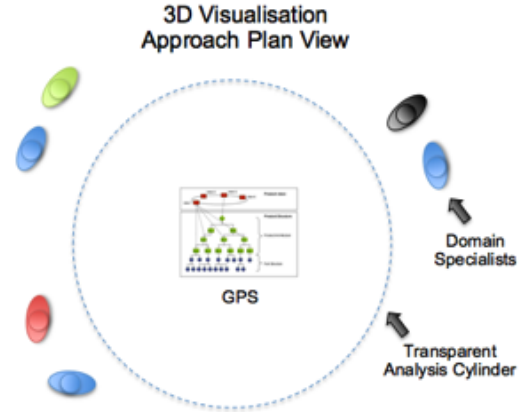 3D Visualisation
Approach Plan View
GPS
Domain
Specialists
Transparent
Analysis Cylinder